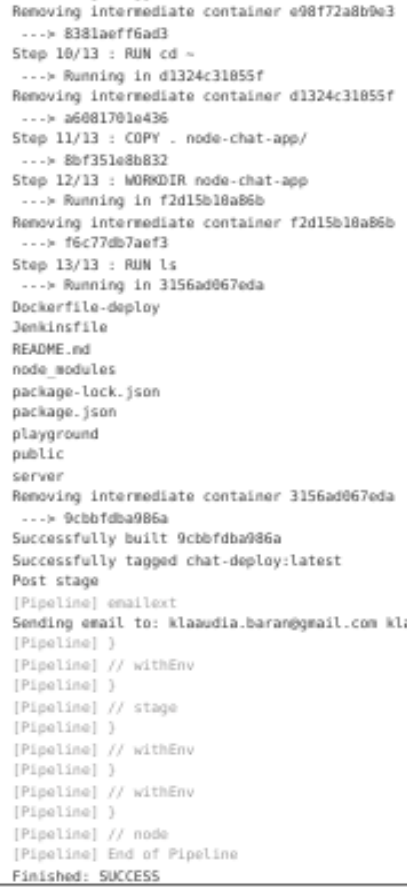 Removing intermediate container e98f72a8b9e3
---> 8381aeff6ad3
Step 10/13 : RUN cd ~
---> Running in d1324c31055f
Removing intermediate container d1324c31055f
---> a6081701e436
Step 11/13 : COPY . node-chat-app/
---> 8bf351e8b832
Step 12/13 : WORKDIR node-chat-app
---> Running in f2d15b10a86b
Removing intermediate container f2d15b10a86b
---> f6c77db7aef3
Step 13/13 : RUN ls
---> Running in 3156ad067eda
Dockerfile-deploy
Jenkinsfile
README.md
node_modules
package-lock.json
package.json
playground
public
server
Removing intermediate container 3156ad067eda
---> 9cbbfdba986a
Successfully built 9cbbfdba986a
Successfully tagged chat-deploy:latest
Post stage
[Pipeline] emailext
Sending email to: klaaudia.baran@gmail.com kla
[Pipeline] }
[Pipeline] // withEnv
[Pipeline] }
[Pipeline] // stage
[Pipeline] }
[Pipeline] // withEnv
[Pipeline] }
[Pipeline] // withEnv
[Pipeline] }
[Pipeline] // node
[Pipeline] End of Pipeline
Finished: SUCCESS